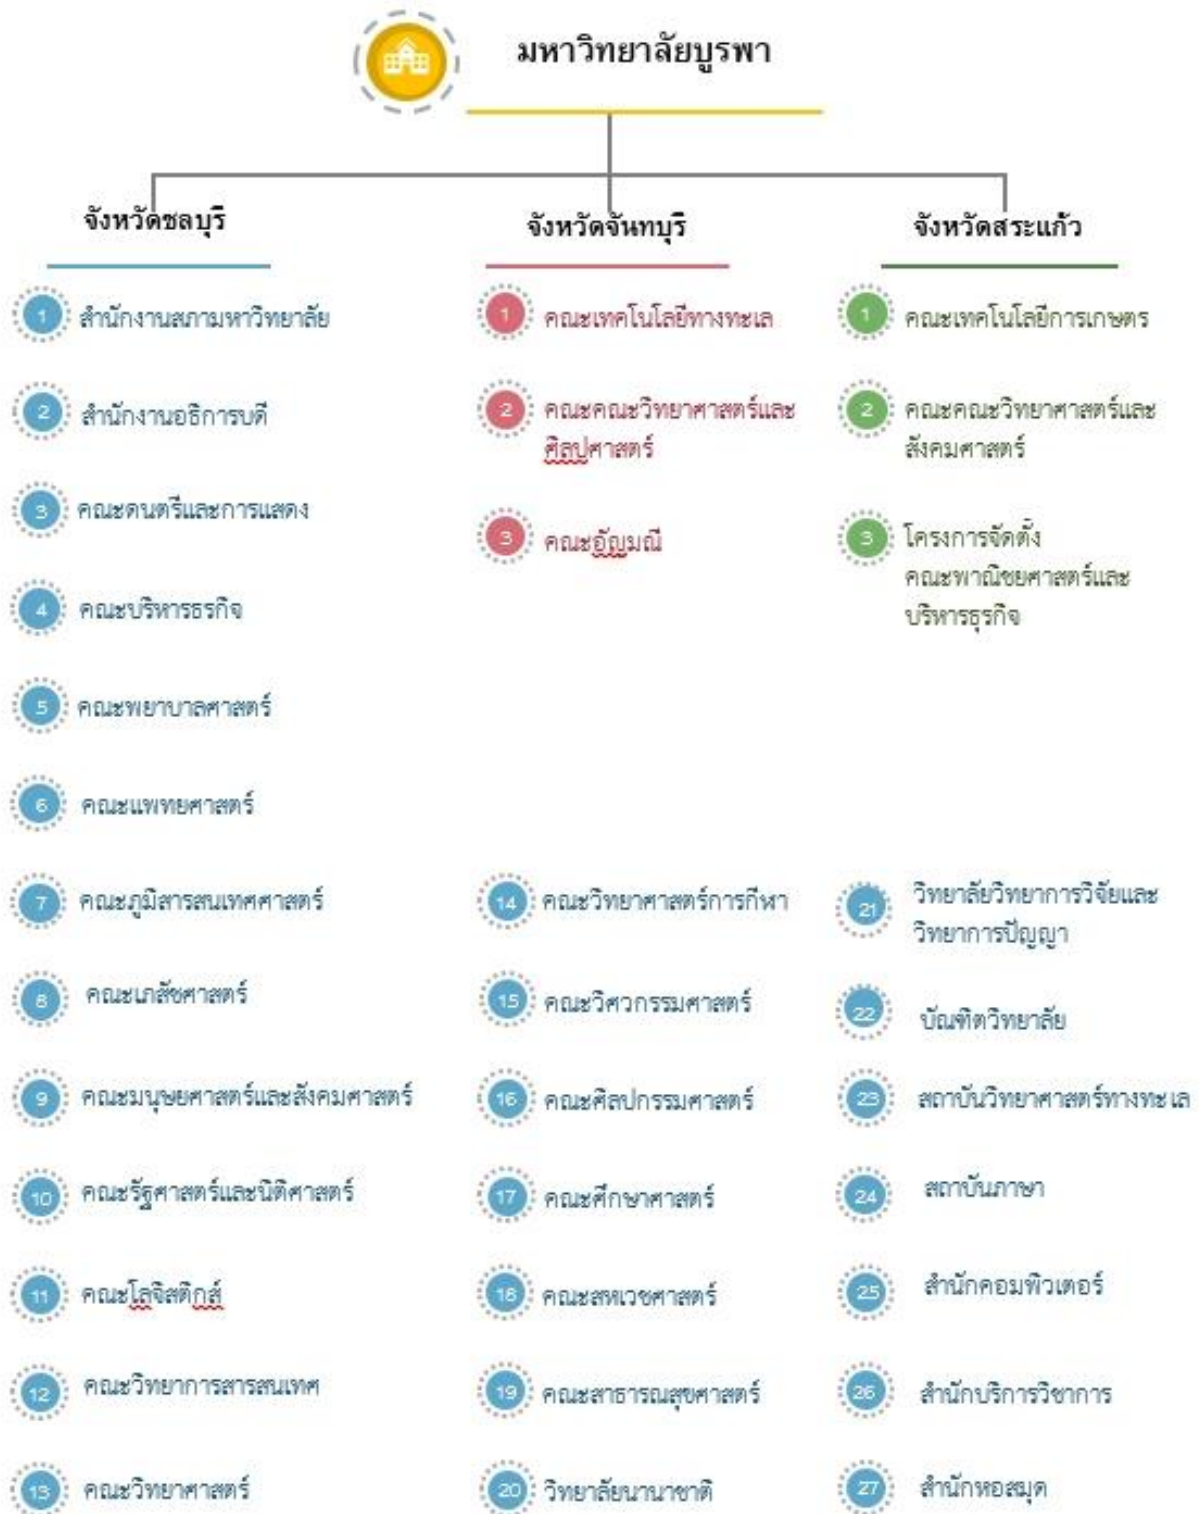 มหาวิทยาลัยบูรพา
จังหวัดชลบุรี
1 สำนักงานสภามหาวิทยาลัย
2 สำนักงานอธิการบดี
3 คณะดนตรีและการแสดง
4 คณะบริหารธรกิจ
5 คณะพยาบาลศาสตร์
6 คณะแพทยศาสตร์
7 คณะภูมิสารสนเทศศาสตร์
8 คณะเภสัชศาสตร์
9 คณะมนุษยศาสตร์และสังคมศาสตร์
10 คณะรัฐศาสตร์และนิติศาสตร์
11 คณะโลจิสติกส์
12 คณะวิทยาการสารสนเทศ
13 คณะวิทยาศาสตร์
14 คณะวิทยาศาสตร์การกีฬา
15 คณะวิศวกรรมศาสตร์
16 คณะศิลปกรรมศาสตร์
17 คณะศึกษาศาสตร์
18 คณะสหเวชศาสตร์
19 คณะสาธารณสุขศาสตร์
20 วิทยาลัยนานาชาติ
21 วิทยาลัยวิทยาการวิจัยและ
วิทยาการปัญญา
22 บัณฑิตวิทยาลัย
23 สถาบันวิทยาศาสตร์ทางทะเล
24 สถาบันภาษา
25 สำนักคอมพิวเตอร์
26 สำนักบริการวิชาการ
27 สำนักหอสมุด
จังหวัดจันทบุรี
1 คณะเทคโนโลยีทางทะเล
2 คณะคณะวิทยาศาสตร์และ
ศิลปศาสตร์
3 คณะอัญมณี
จังหวัดสระแก้ว
1 คณะเทคโนโลยีการเกษตร
2 คณะคณะวิทยาศาสตร์และ
สังคมศาสตร์
3 โครงการจัดตั้ง
คณะพาณิชยศาสตร์และ
บริหารธุรกิจ